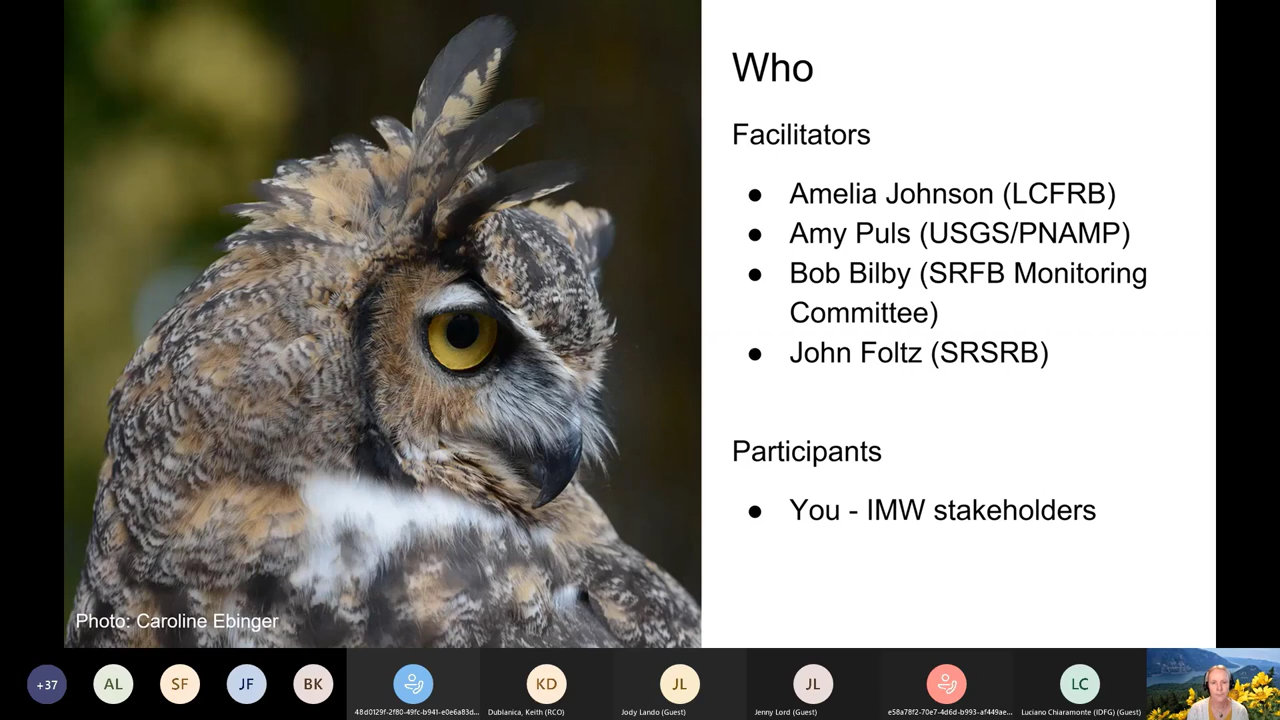 Who
Facilitators
● Amelia Johnson (LCFRB)
● Amy Puls (USGS/PNAMP)
● Bob Bilby (SRFB Monitoring
Committee)
● John Foltz (SRSRB)
Participants
● You - IMW stakeholders
Photo: Caroline Ebinger
+37
AL
SF
JF
BK
48d0129f-2f80-49fc-b941-e0e6a83d...
KD
Dublanica, Keith (RCO)
JL
Jody Lando (Guest)
JL
Jenny Lord (Guest)
e58a78f2-70e7-4d6d-b993-af449ae...
LC
Luciano Chiaramonte (IDFG) (Guest)